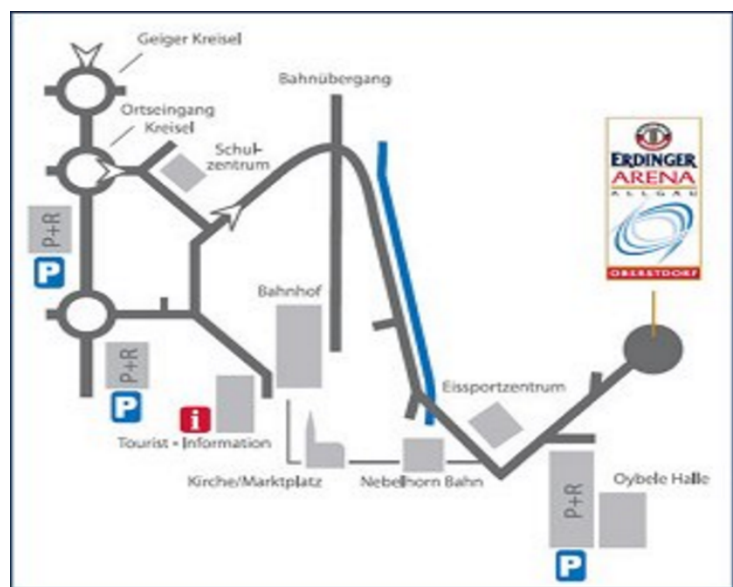 Geiger Kreisel
Ortseingang
Kreisel
Bahnübergang
Schul-
zentrum
ERDINGER
ARENA
ALLGÄU
OBERSTDORF
P+R
P
Bahnhof
P+R
P
i
Tourist • Information
Eissportzentrum
Kirche/Marktplatz
Nebelhorn Bahn
Oybele Halle
P+R
P